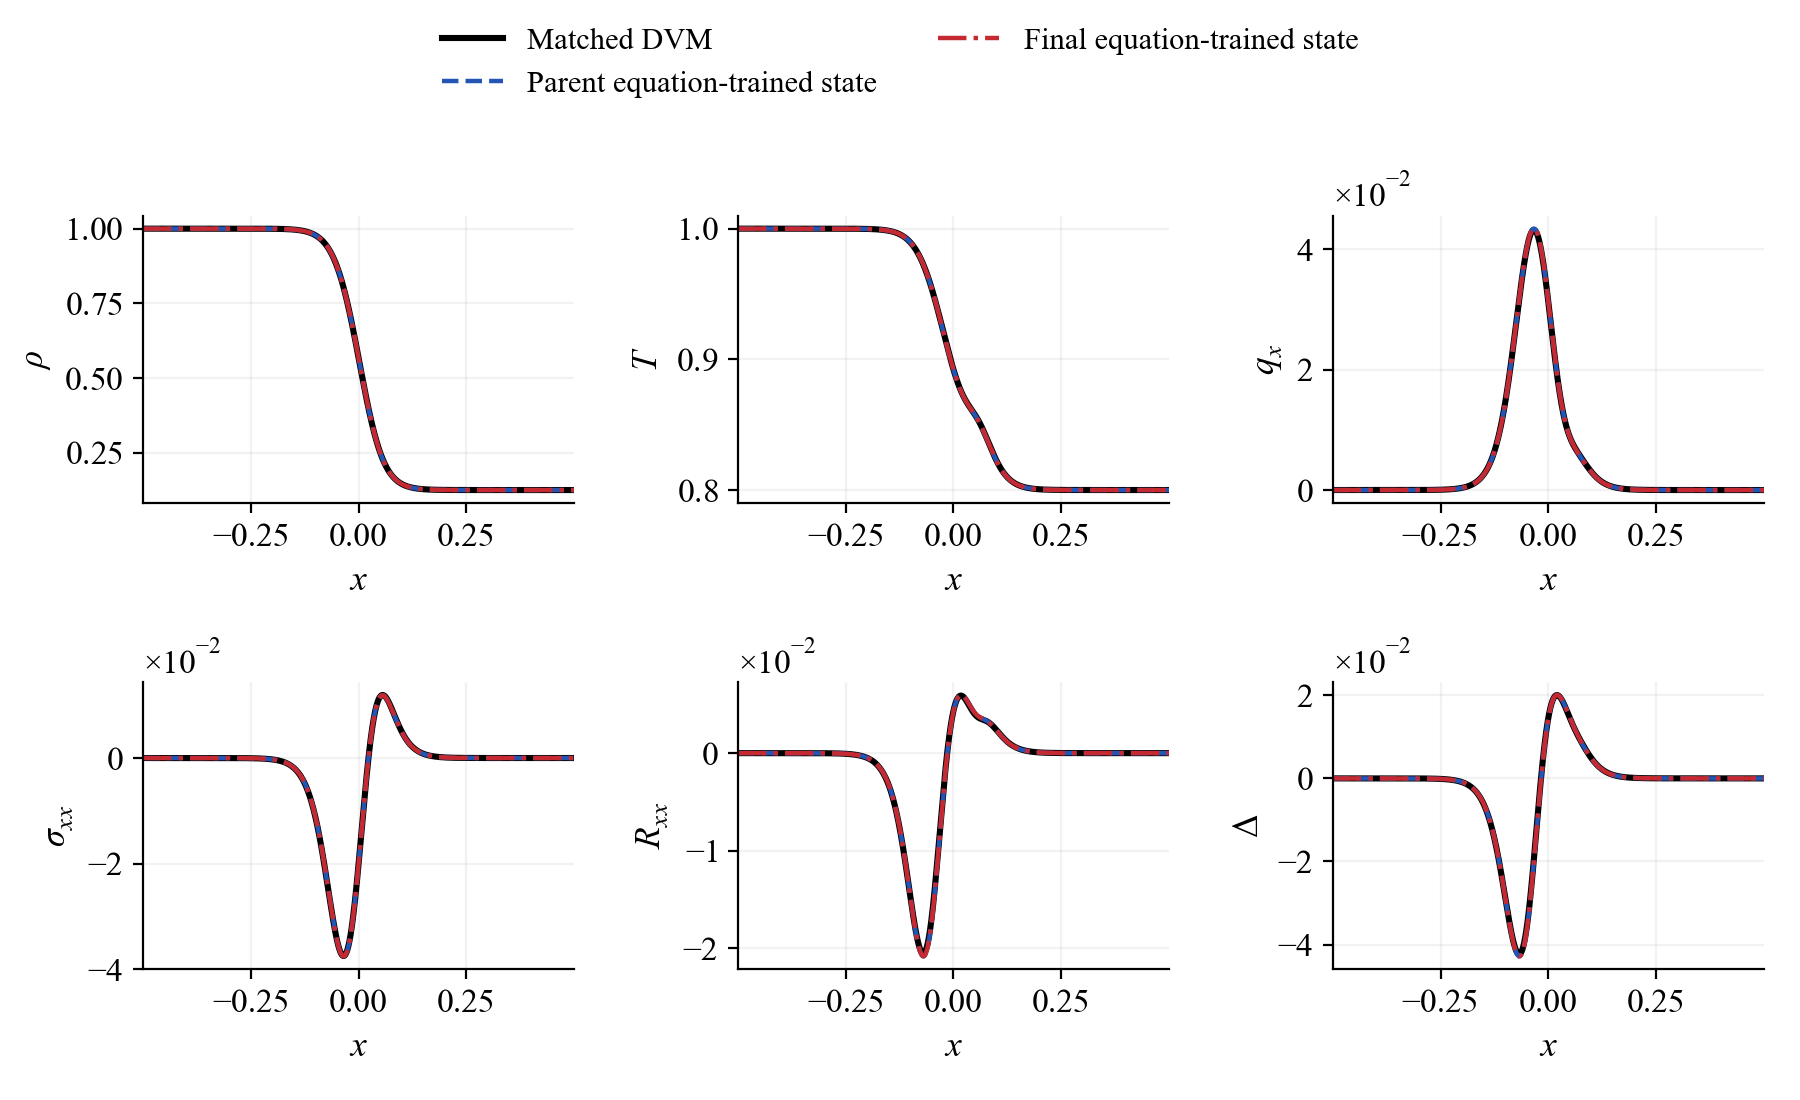 Matched DVM
Parent equation-trained state
Final equation-trained state
1.00
0.75
0.50
0.25
ρ
−0.25 0.00 0.25
x
1.0
0.9
0.8
T
−0.25 0.00 0.25
x
×10⁻²
4
2
0
qₓ
−0.25 0.00 0.25
x
×10⁻²
0
−2
−4
σₓₓ
−0.25 0.00 0.25
x
×10⁻²
0
−1
−2
Rₓₓ
−0.25 0.00 0.25
x
×10⁻²
2
0
−2
−4
Δ
−0.25 0.00 0.25
x